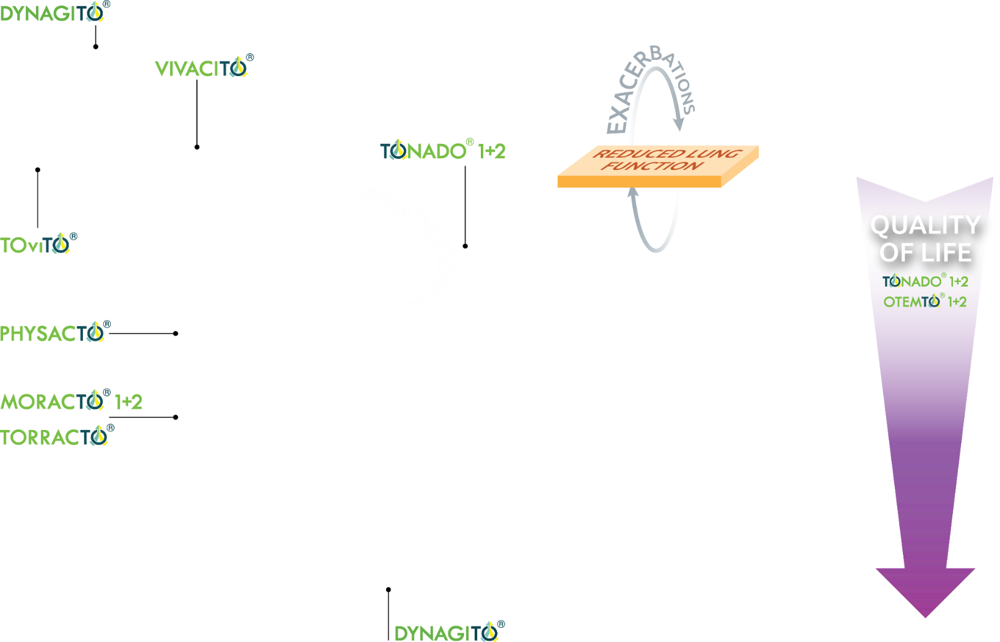 DYNAGITO®
VIVACITO®
EXACERBATIONS
TONADO® 1+2
REDUCED LUNG
FUNCTION
QUALITY
OF LIFE
TOviTO®
TONADO® 1+2
OTEMTO® 1+2
PHYSACTO®
MORACTO® 1+2
TORRACTO®
DYNAGITO®